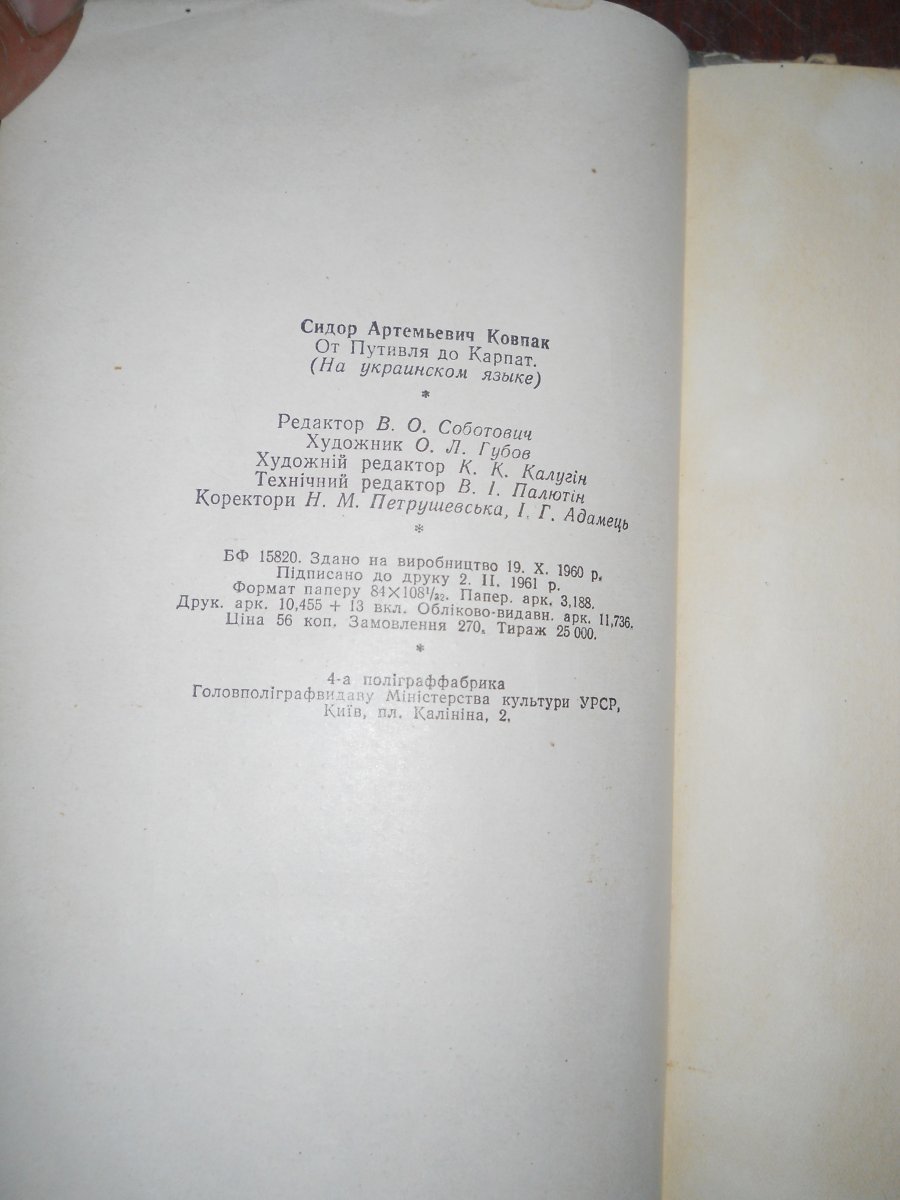 Сидор Артемьевич Ковпак
От Путивля до Карпат.
(На украинском языке)
*
Редактор В. О. Соботович
Художник О. Л. Губов
Художній редактор К. К. Калугін
Технічний редактор В. І. Палютін
Коректори Н. М. Петрушевська, І. Г. Адамець
*
БФ 15820. Здано на виробництво 19. X. 1960 р.
Підписано до друку 2. II. 1961 р.
Формат паперу 84×108¹/₃₂. Папер. арк. 3,188.
Друк. арк. 10,455 + 13 вкл. Обліково-видавн. арк. 11,736.
Ціна 56 коп. Замовлення 270. Тираж 25 000.
*
4-а поліграффабрика
Головполіграфвидаву Міністерства культури УРСР,
Київ, пл. Калініна, 2.